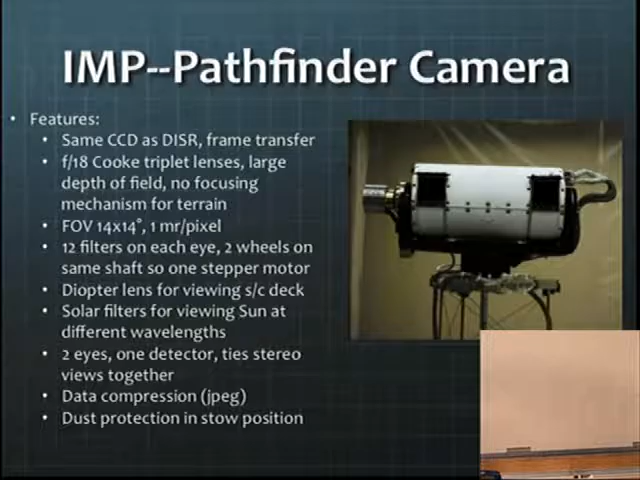 IMP--Pathfinder Camera
• Features:
• Same CCD as DISR, frame transfer
• f/18 Cooke triplet lenses, large
depth of field, no focusing
mechanism for terrain
• FOV 14x14°, 1 mr/pixel
• 12 filters on each eye, 2 wheels on
same shaft so one stepper motor
• Diopter lens for viewing s/c deck
• Solar filters for viewing Sun at
different wavelengths
• 2 eyes, one detector, ties stereo
views together
• Data compression (jpeg)
• Dust protection in stow position